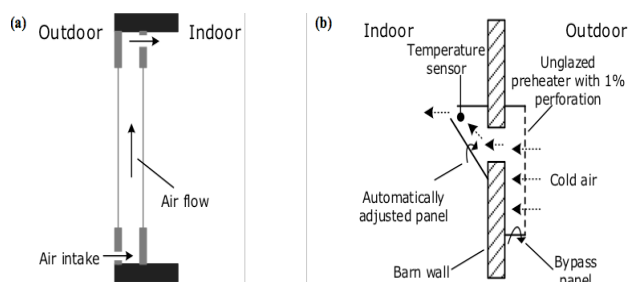 (a)
Outdoor
Indoor
Air flow
Air intake
(b)
Indoor
Outdoor
Temperature
sensor
Unglazed
preheater with 1%
perforation
Cold air
Automatically
adjusted panel
Barn wall
Bypass
panel